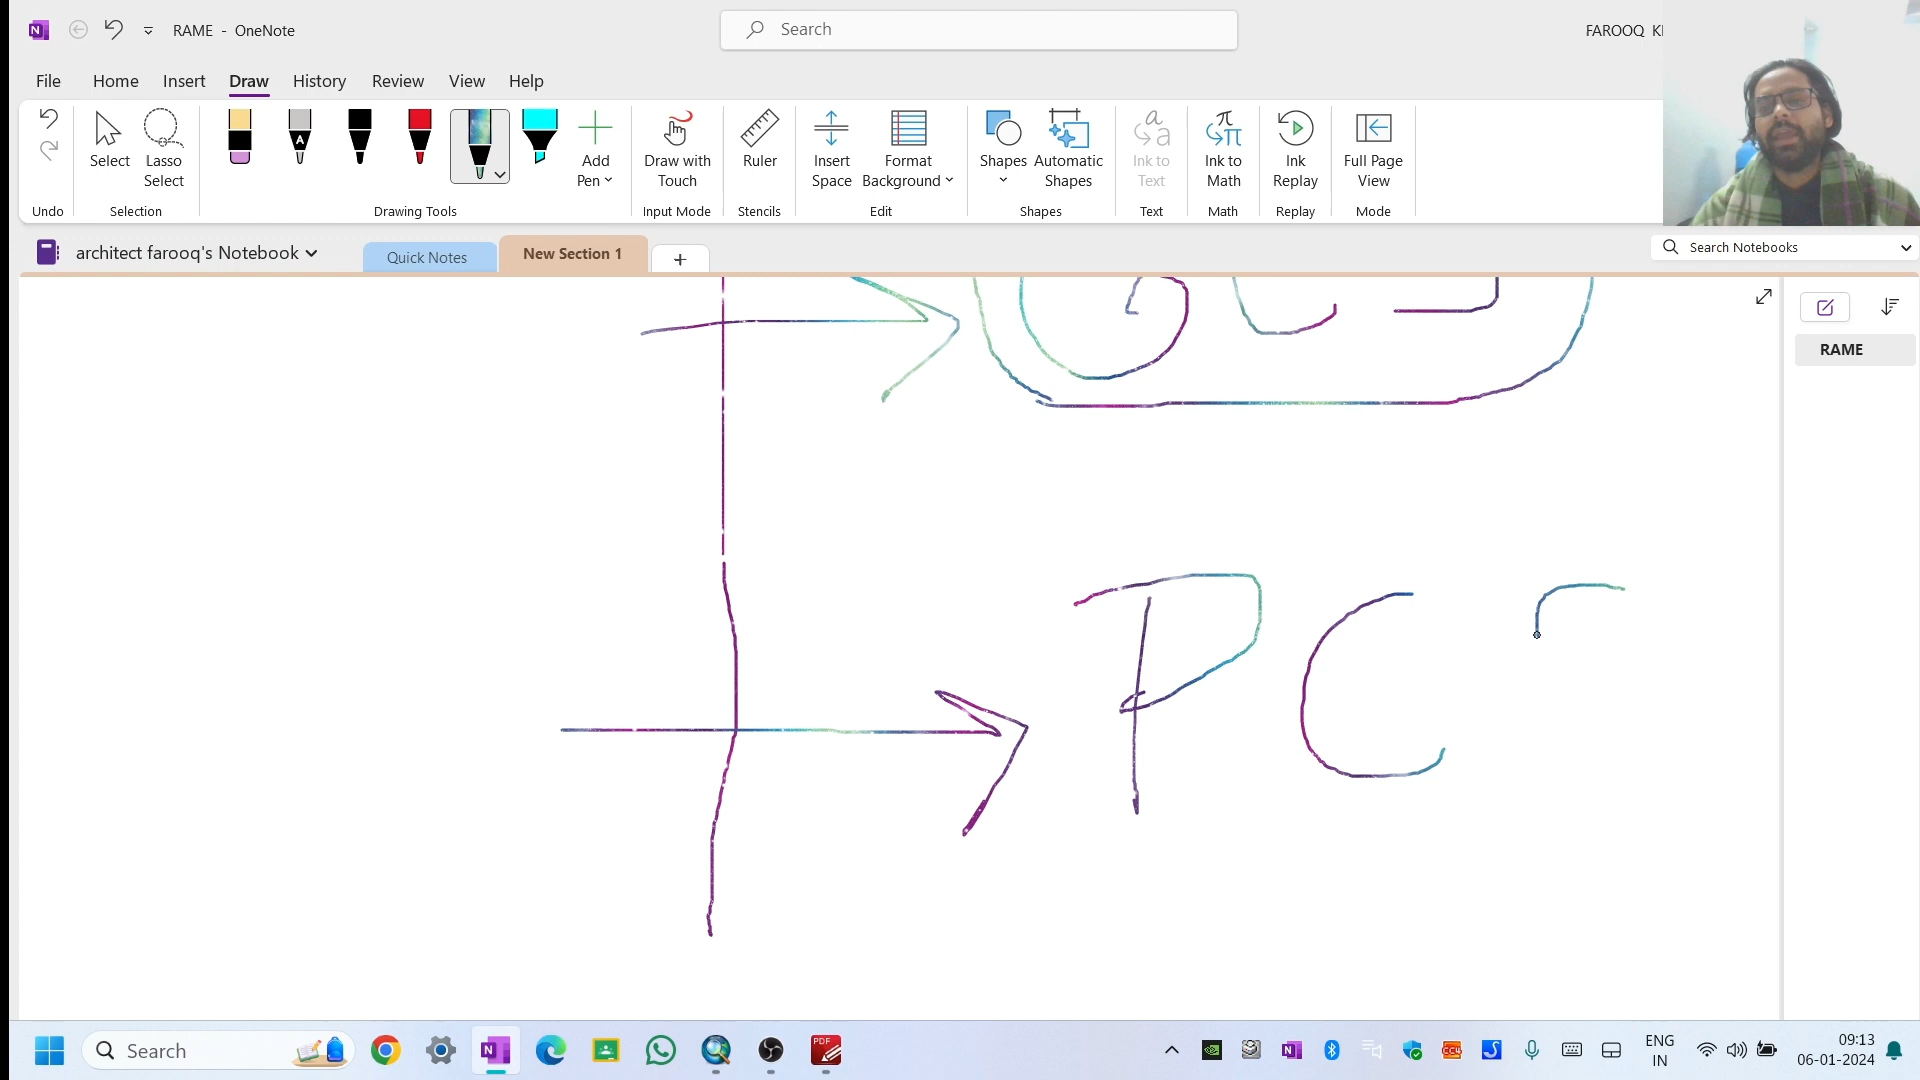 RAME - OneNote
Search
FAROOQ
File Home Insert Draw History Review View Help
A
Select
Lasso Select
Add Pen
Draw with Touch
Ruler
Insert Space
Format Background
Shapes
Automatic Shapes
a a
Ink to Text
π π
Ink to Math
Ink Replay
Full Page View
Undo Selection Drawing Tools Input Mode Stencils Edit Shapes Text Math Replay Mode
architect farooq's Notebook
Quick Notes
New Section 1
+
Search Notebooks
RAME
P C
Search
PDF
CC4
ENG
IN
09:13
06-01-2024